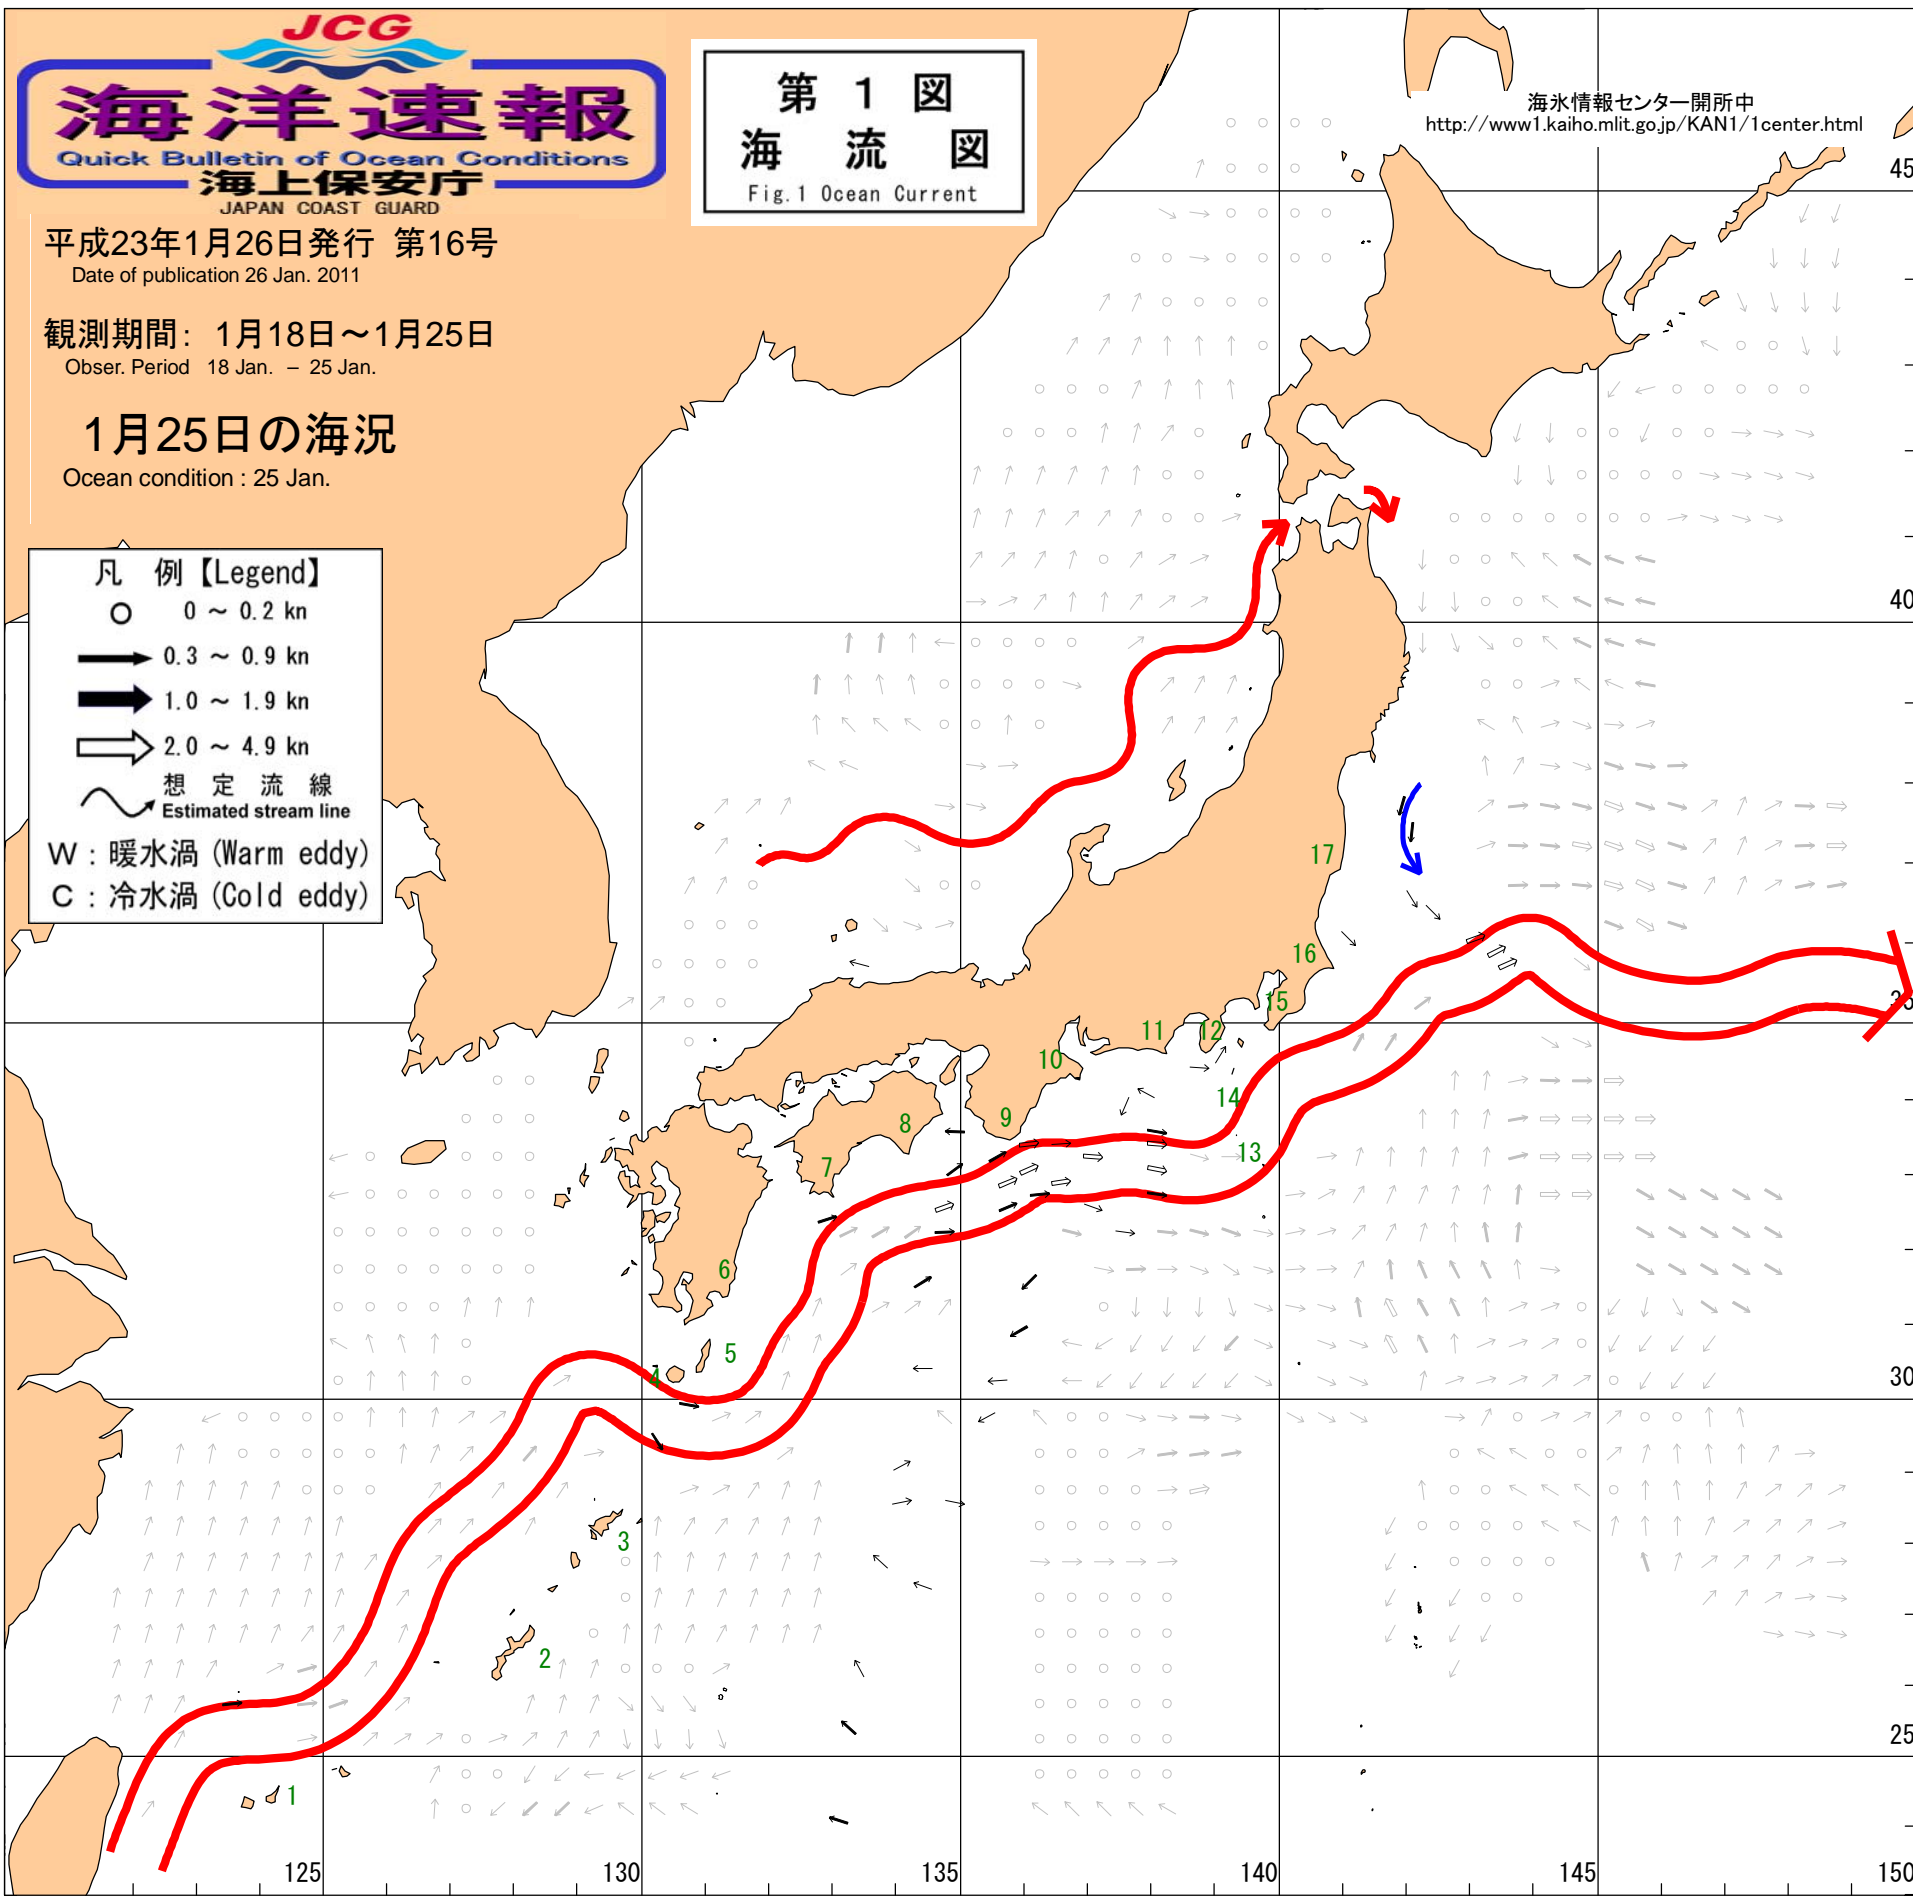 JCG
海洋速報
Quick Bulletin of Ocean Conditions
海上保安庁
JAPAN COAST GUARD
第 1 図
海 流 図
Fig.1 Ocean Current
海氷情報センター開所中
http://www1.kaiho.mlit.go.jp/KAN1/1center.html
平成23年1月26日発行 第16号
Date of publication 26 Jan. 2011
観測期間: 1月18日～1月25日
Obser. Period 18 Jan. – 25 Jan.
1月25日の海況
Ocean condition : 25 Jan.
凡 例【Legend】
0 ～ 0.2 kn
0.3 ～ 0.9 kn
1.0 ～ 1.9 kn
2.0 ～ 4.9 kn
想 定 流 線
Estimated stream line
W : 暖水渦 (Warm eddy)
C : 冷水渦 (Cold eddy)
45
40
17
16
35
15
12
11
10
14
9
8
13
7
6
5
4
30
3
2
25
1
125
130
135
140
145
150